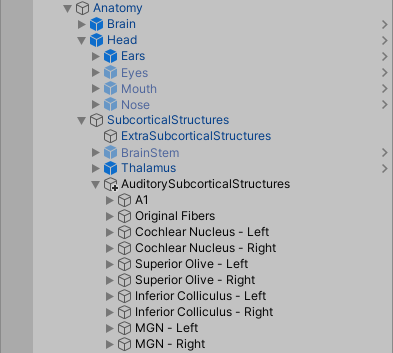 Anatomy
Brain
Head
Ears
Eyes
Mouth
Nose
SubcorticalStructures
ExtraSubcorticalStructures
BrainStem
Thalamus
AuditorySubcorticalStructures
A1
Original Fibers
Cochlear Nucleus - Left
Cochlear Nucleus - Right
Superior Olive - Left
Superior Olive - Right
Inferior Colliculus - Left
Inferior Colliculus - Right
MGN - Left
MGN - Right